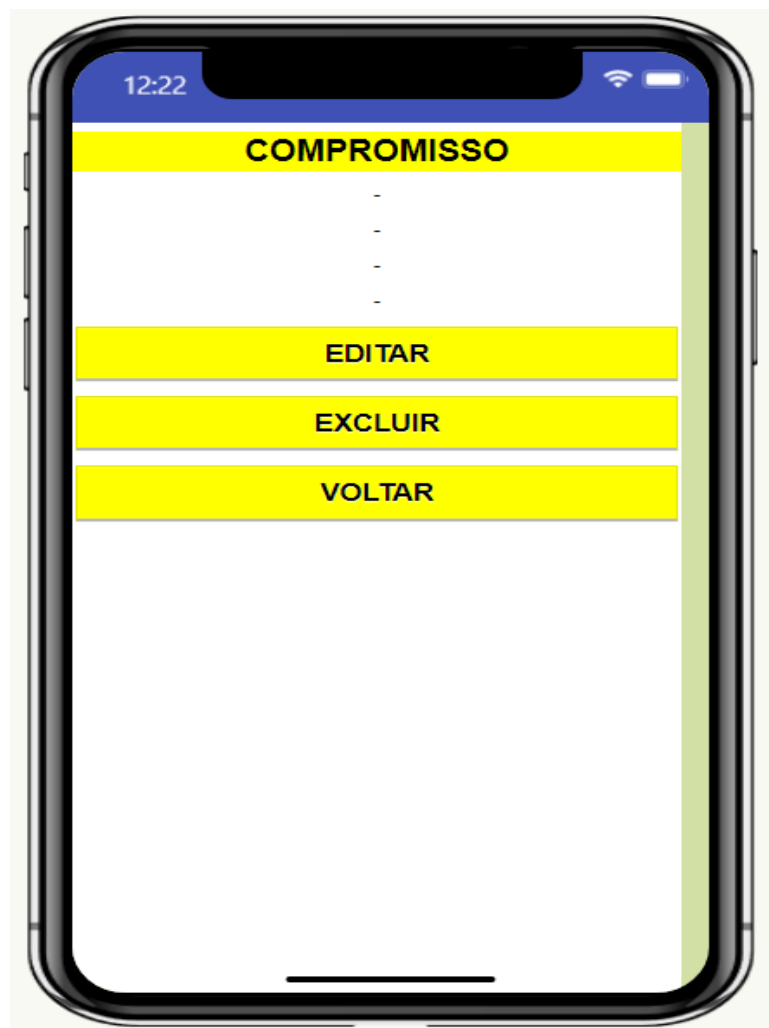 12:22
COMPROMISSO
-
-
-
-
EDITAR
EXCLUIR
VOLTAR